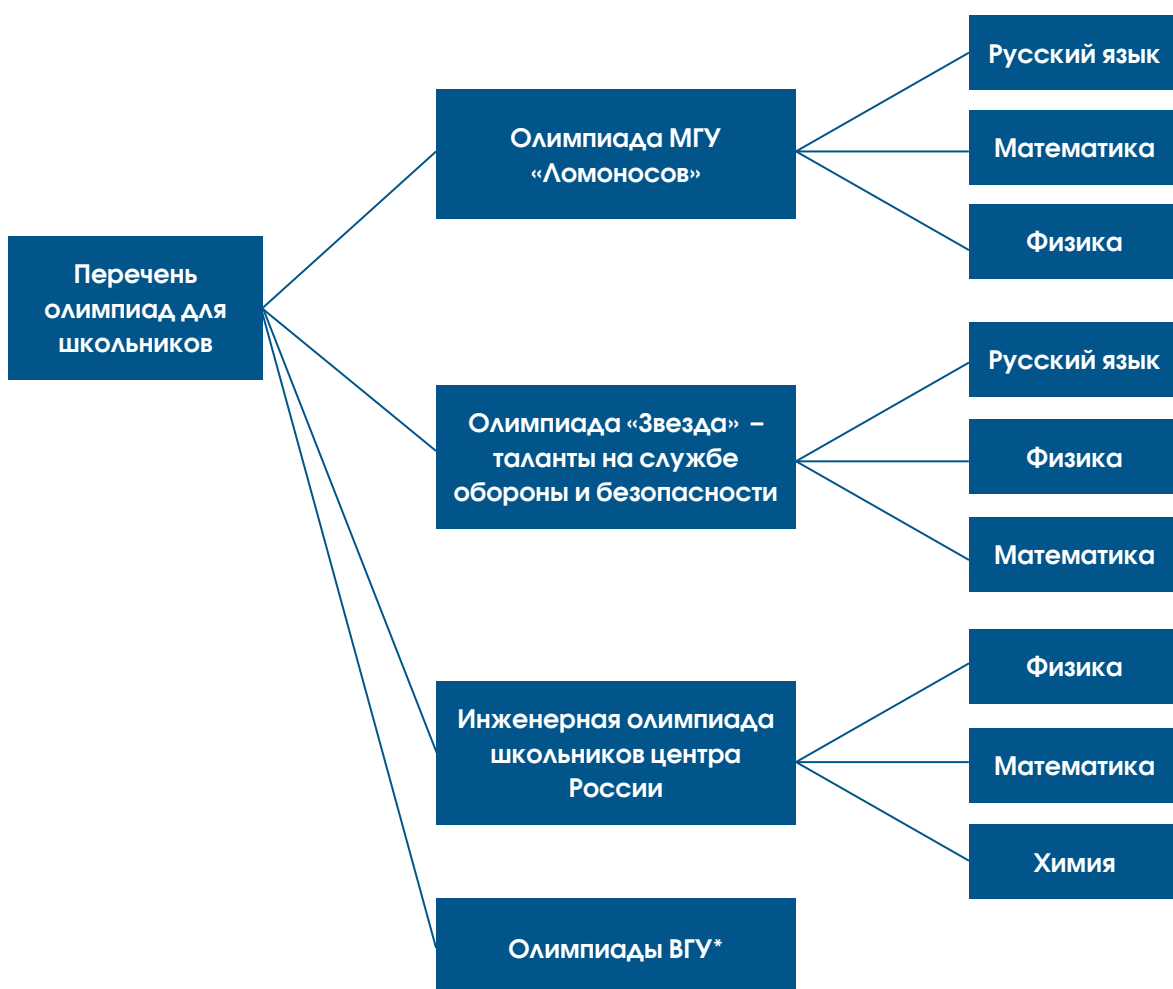 Перечень
олимпиад для
школьников
Олимпиада МГУ
«Ломоносов»
Русский язык
Математика
Физика
Олимпиада «Звезда» –
таланты на службе
обороны и безопасности
Русский язык
Физика
Математика
Инженерная олимпиада
школьников центра
России
Физика
Математика
Химия
Олимпиады ВГУ*